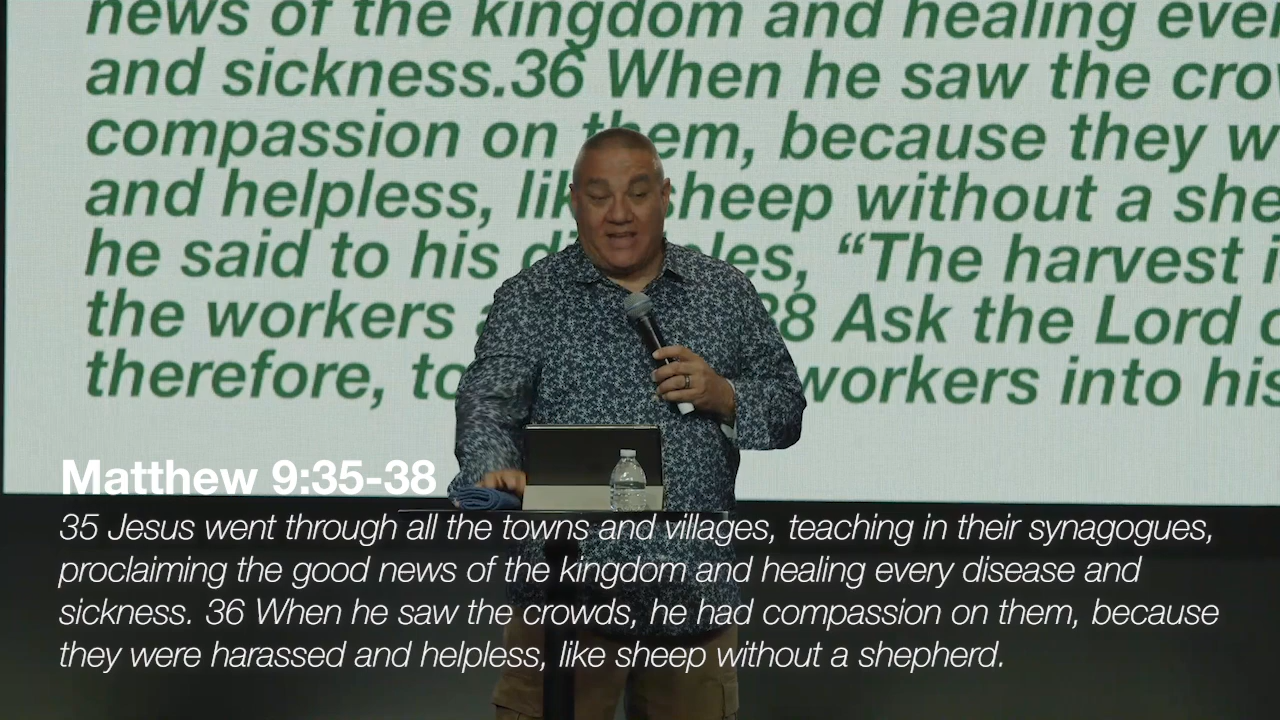 news of the kingdom and healing
and sickness.36 When he saw the
compassion on them, because they
and helpless, sheep without a
he said to his "The harvest
the workers 38 Ask the Lord
therefore, workers into his
Matthew 9:35-38
35 Jesus went through all the towns and villages, teaching in their synagogues,
proclaiming the good news of the kingdom and healing every disease and
sickness. 36 When he saw the crowds, he had compassion on them, because
they were harassed and helpless, like sheep without a shepherd.